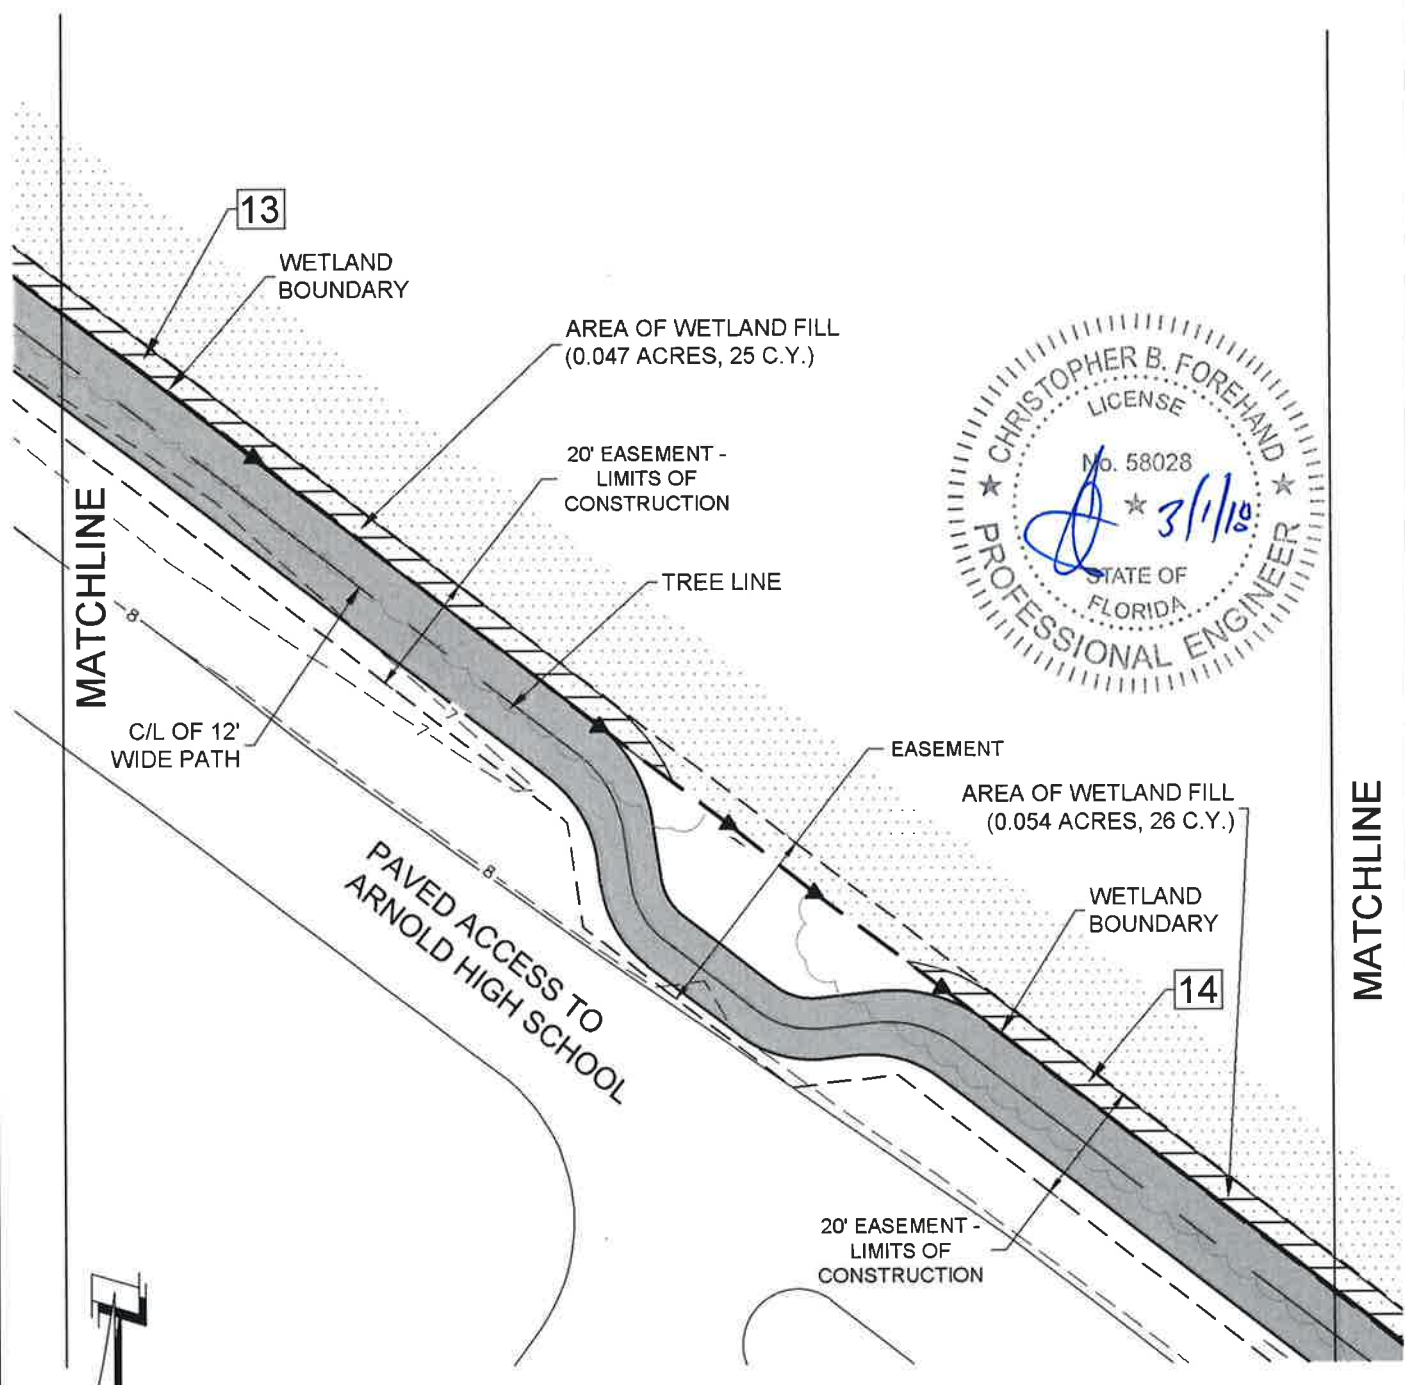 13
WETLAND
BOUNDARY
AREA OF WETLAND FILL
(0.047 ACRES, 25 C.Y.)
20' EASEMENT -
LIMITS OF
CONSTRUCTION
TREE LINE
MATCHLINE
8
7
7
C/L OF 12'
WIDE PATH
8
PAVED ACCESS TO
ARNOLD HIGH SCHOOL
EASEMENT
AREA OF WETLAND FILL
(0.054 ACRES, 26 C.Y.)
WETLAND
BOUNDARY
14
MATCHLINE
20' EASEMENT -
LIMITS OF
CONSTRUCTION
CHRISTOPHER B. FOREHAND
LICENSE
No. 58028
3/1/18
STATE OF
FLORIDA
PROFESSIONAL ENGINEER